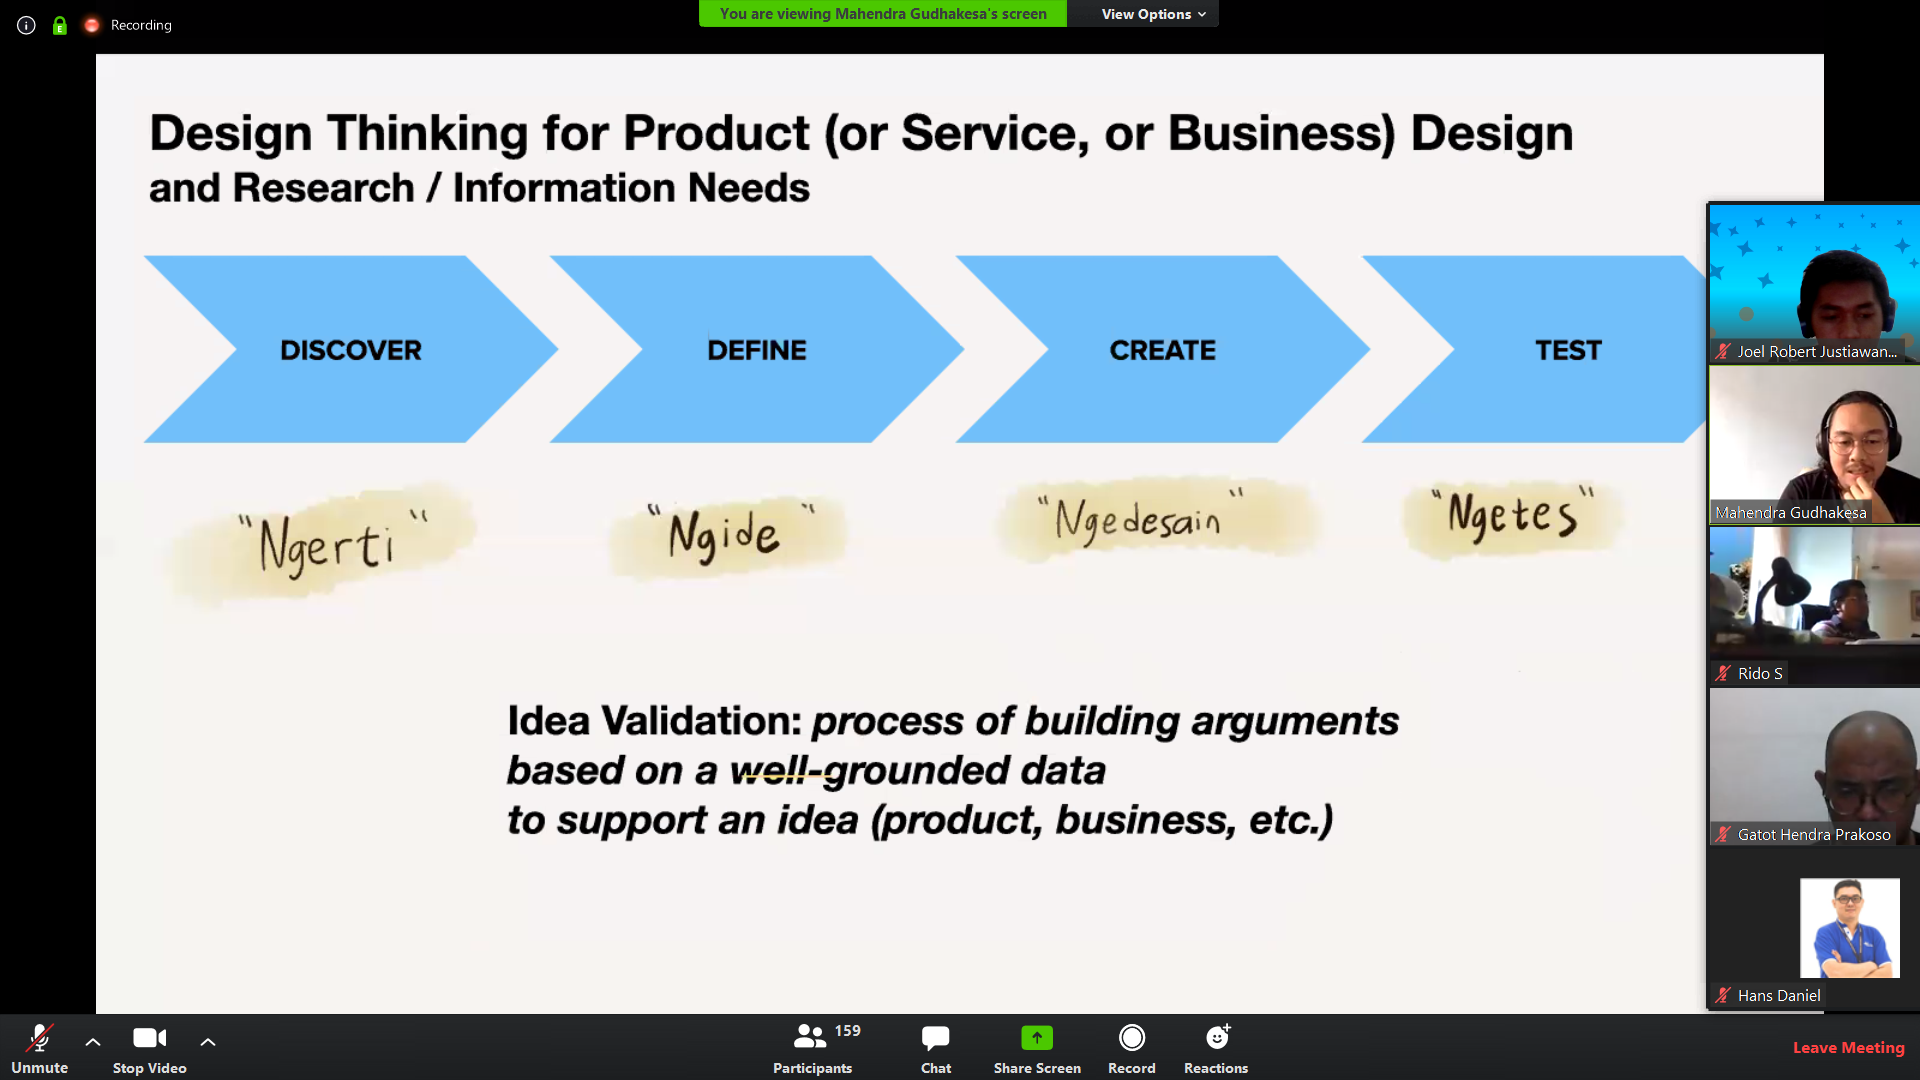 Recording
You are viewing Mahendra Gudhakesa's screen
View Options
Design Thinking for Product (or Service, or Business) Design
and Research / Information Needs
DISCOVER
DEFINE
CREATE
TEST
"Ngerti"
"Ngide"
"Ngedesain"
"Ngetes"
Idea Validation: process of building arguments
based on a well-grounded data
to support an idea (product, business, etc.)
Joel Robert Justiawan...
Mahendra Gudhakesa
Rido S
Gatot Hendra Prakoso
Hans Daniel
Unmute
Stop Video
Participants
159
Chat
Share Screen
Record
Reactions
Leave Meeting